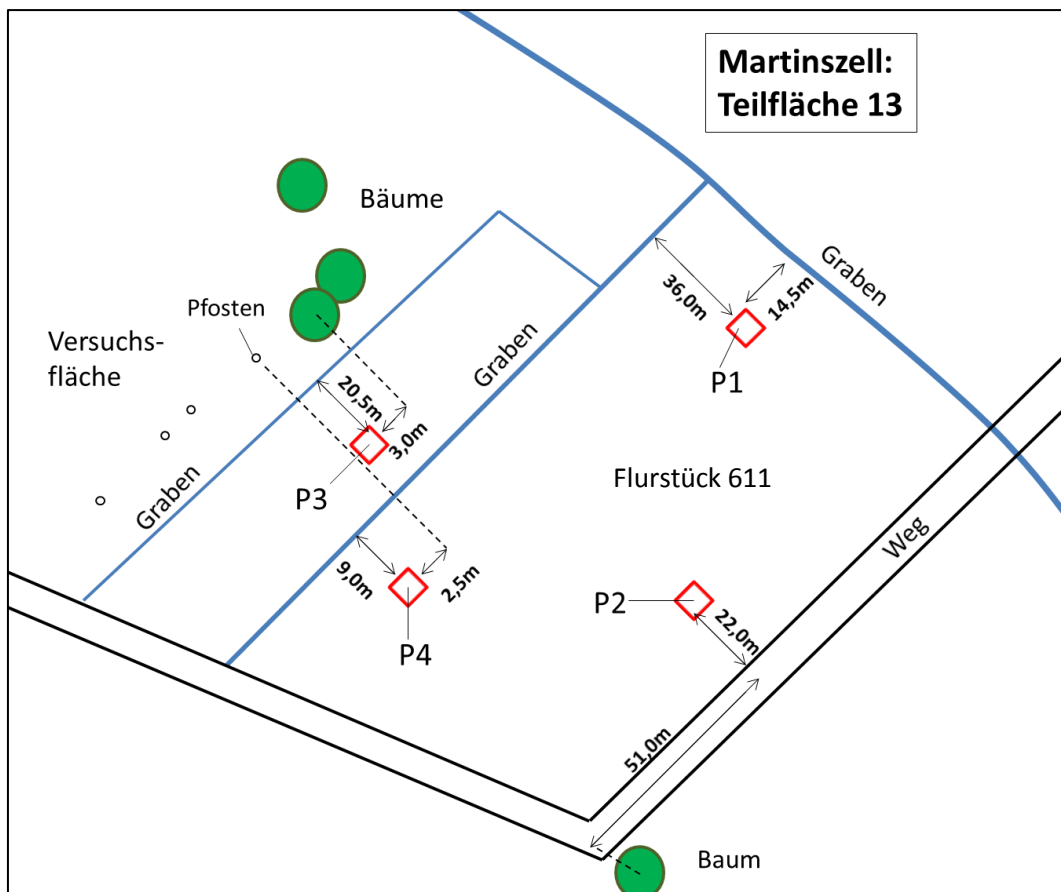 Martinszell:
Teilfläche 13
Bäume
Graben
36,0m
14,5m
Pfosten
Versuchs-
fläche
Graben
P1
20,5m
3,0m
Graben
P3
Flurstück 611
Weg
9,0m
2,5m
P2
22,0m
P4
51,0m
Baum